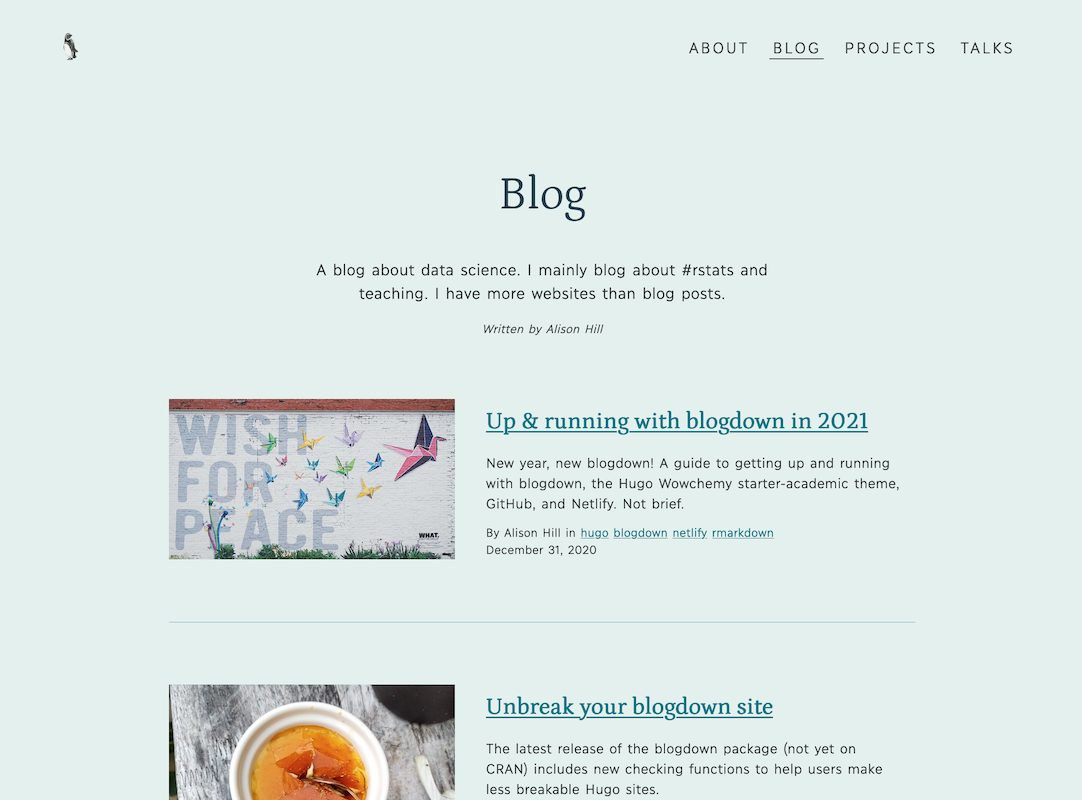 ABOUT BLOG PROJECTS TALKS
Blog
A blog about data science. I mainly blog about #rstats and
teaching. I have more websites than blog posts.
Written by Alison Hill
WISH
FOR
PEACE
WHAT.
Up & running with blogdown in 2021
New year, new blogdown! A guide to getting up and running
with blogdown, the Hugo Wowchemy starter-academic theme,
GitHub, and Netlify. Not brief.
By Alison Hill in hugo blogdown netlify rmarkdown
December 31, 2020
Unbreak your blogdown site
The latest release of the blogdown package (not yet on
CRAN) includes new checking functions to help users make
less breakable Hugo sites.